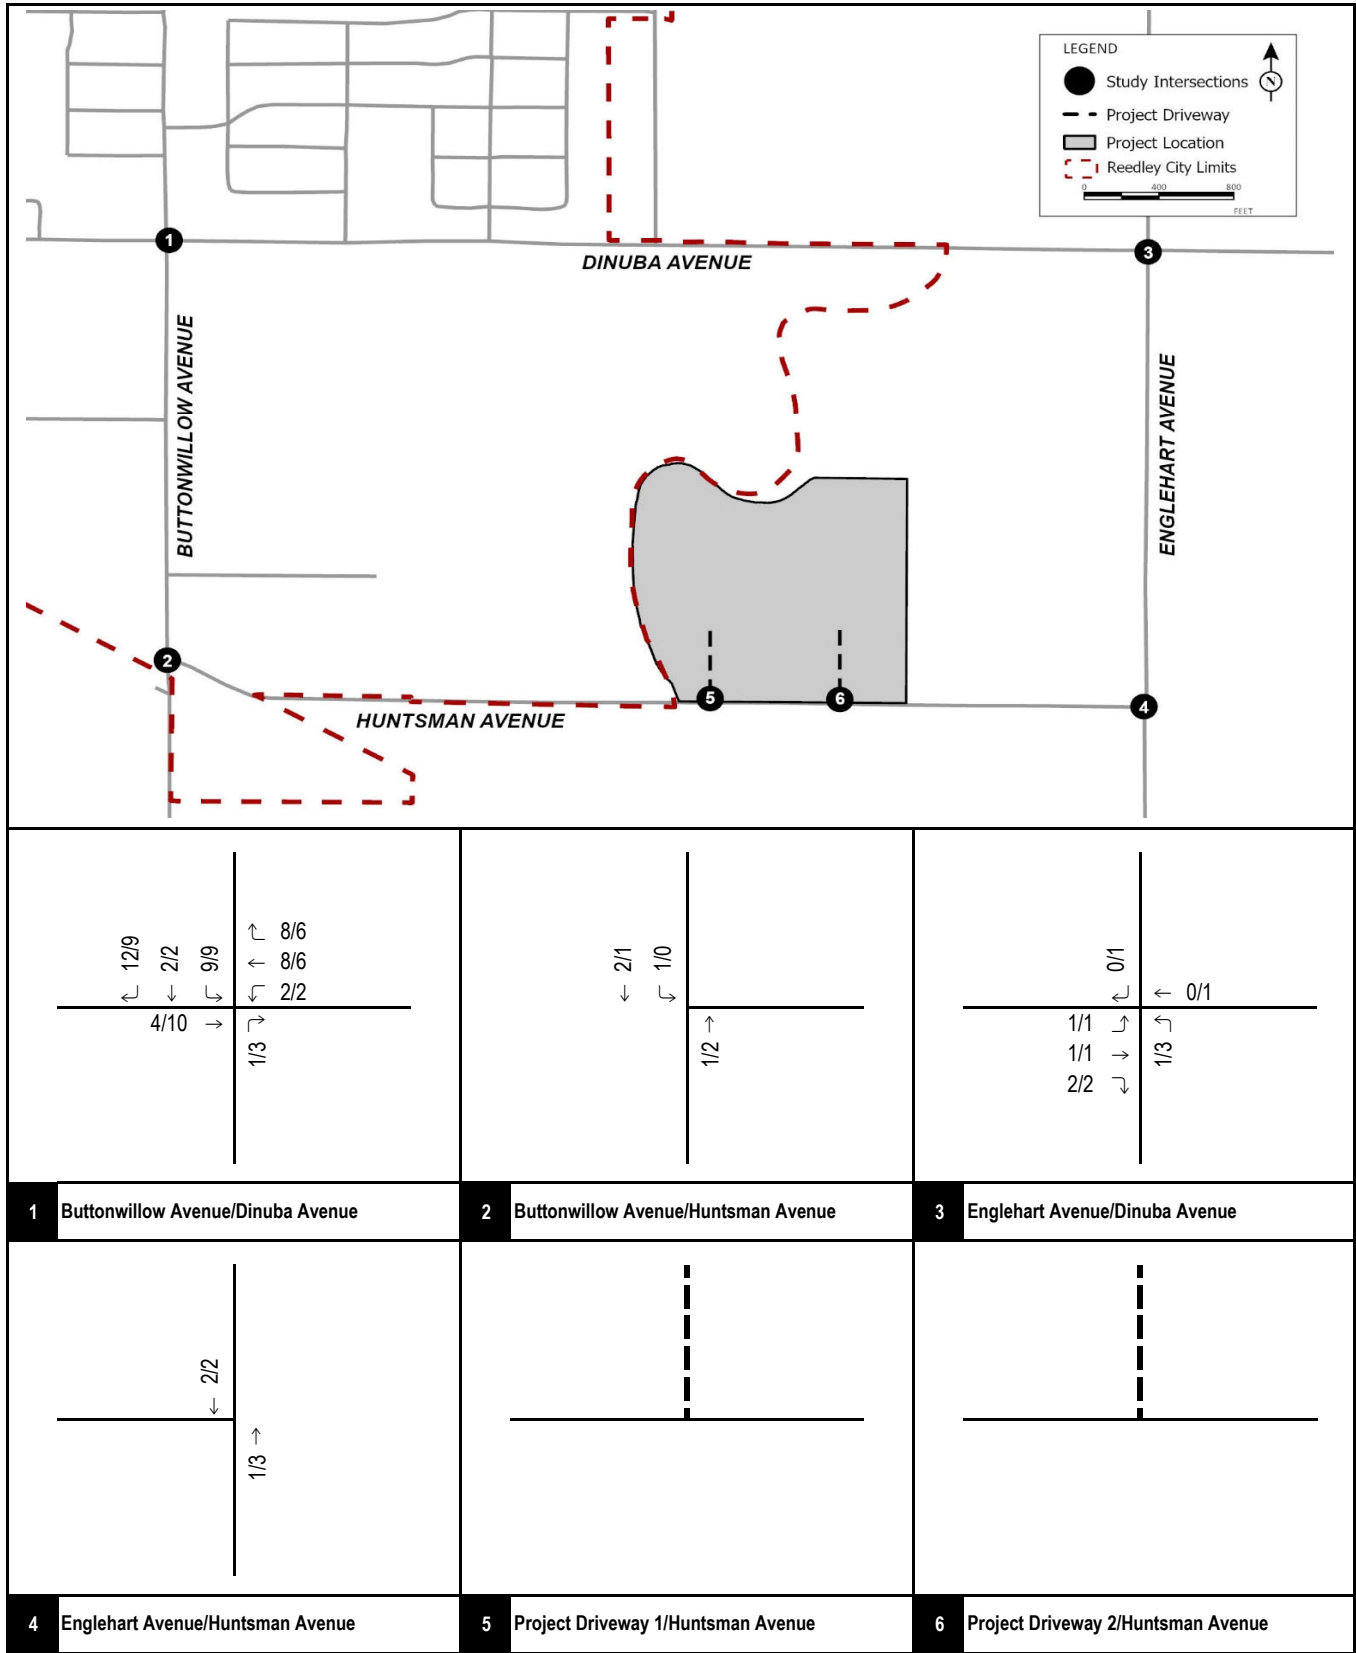 LEGEND
Study Intersections
N
Project Driveway
Project Location
Reedley City Limits
0 400 800
FEET
1
3
DINUBA AVENUE
BUTTONWILLOW AVENUE
ENGLEHART AVENUE
2
5
6
4
HUNTSMAN AVENUE
12/9
2/2
9/9
8/6
8/6
2/2
4/10
1/3
1 Buttonwillow Avenue/Dinuba Avenue
2/1
1/0
1/2
2 Buttonwillow Avenue/Huntsman Avenue
0/1
0/1
1/1
1/1
2/2
1/3
3 Englehart Avenue/Dinuba Avenue
2/2
1/3
4 Englehart Avenue/Huntsman Avenue
5 Project Driveway 1/Huntsman Avenue
6 Project Driveway 2/Huntsman Avenue